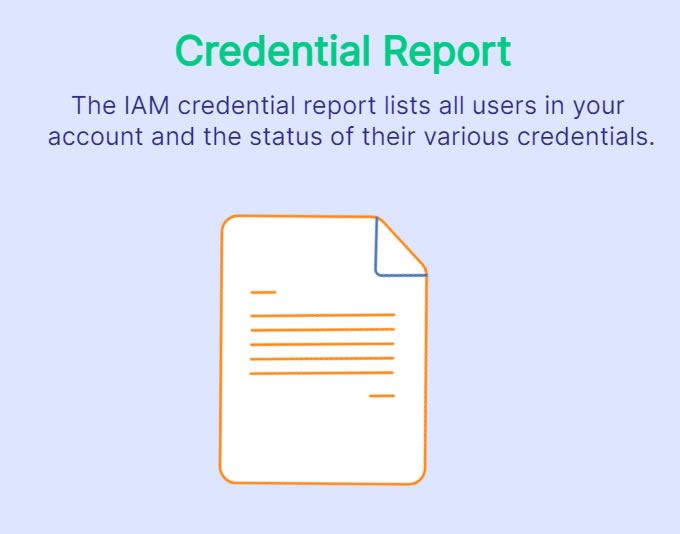 Credential Report
The IAM credential report lists all users in your
account and the status of their various credentials.